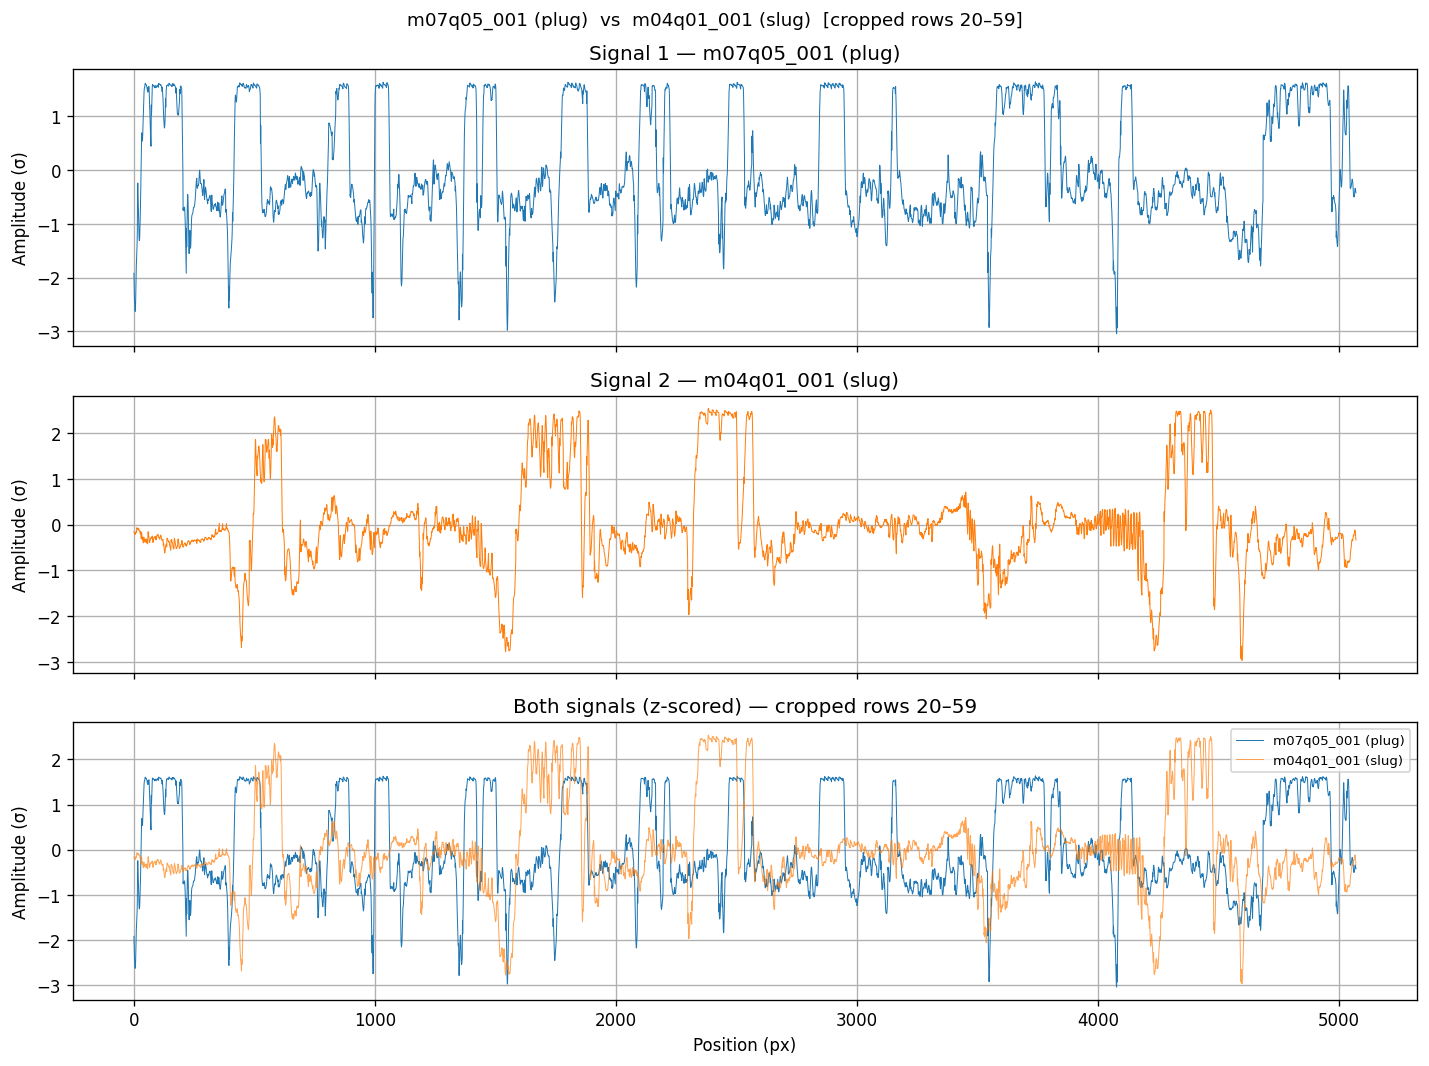 m07q05_001 (plug)  vs  m04q01_001 (slug)  [cropped rows 20–59]
Signal 1 — m07q05_001 (plug)
Amplitude (σ)
1
0
−1
−2
−3
Signal 2 — m04q01_001 (slug)
Amplitude (σ)
2
1
0
−1
−2
−3
Both signals (z-scored) — cropped rows 20–59
Amplitude (σ)
2
1
0
−1
−2
−3
m07q05_001 (plug)
m04q01_001 (slug)
0 1000 2000 3000 4000 5000
Position (px)